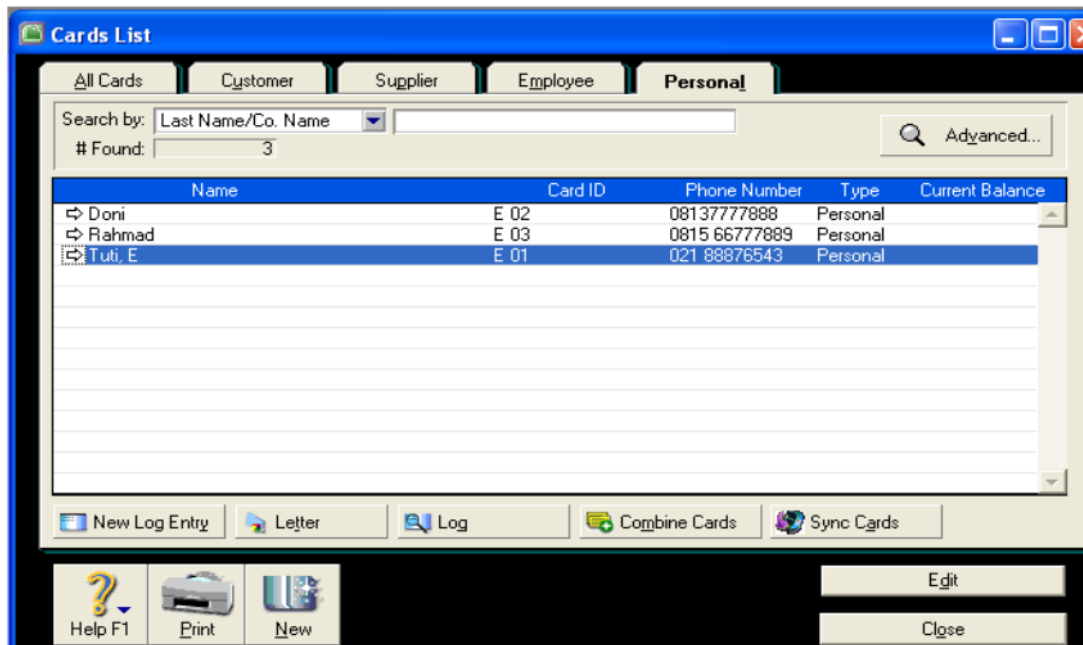 Cards List
All Cards Customer Supplier Employee Personal
Search by: Last Name/Co. Name Advanced...
# Found: 3
Name Card ID Phone Number Type Current Balance
Doni E 02 08137777888 Personal
Rahmad E 03 0815 66777889 Personal
Tuti, E E 01 021 88876543 Personal
New Log Entry Letter Log Combine Cards Sync Cards
Edit
Help F1 Print New Close